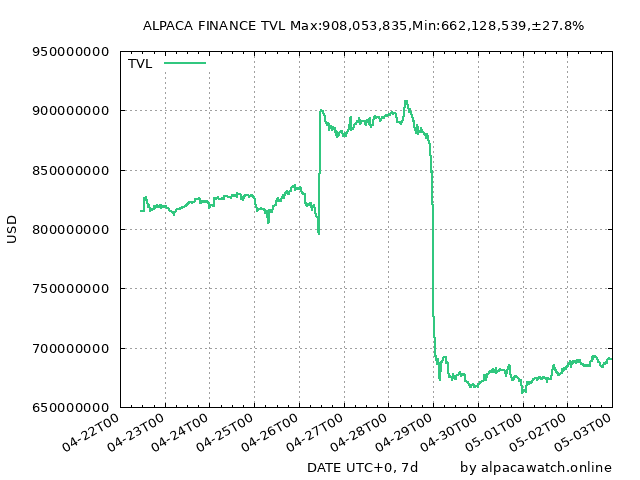 ALPACA FINANCE TVL Max:908,053,835,Min:662,128,539,±27.8%
TVL
950000000
900000000
850000000
800000000
750000000
700000000
650000000
USD
04-22T00
04-23T00
04-24T00
04-25T00
04-26T00
04-27T00
04-28T00
04-29T00
04-30T00
05-01T00
05-02T00
05-03T00
DATE UTC+0, 7d
by alpacawatch.online